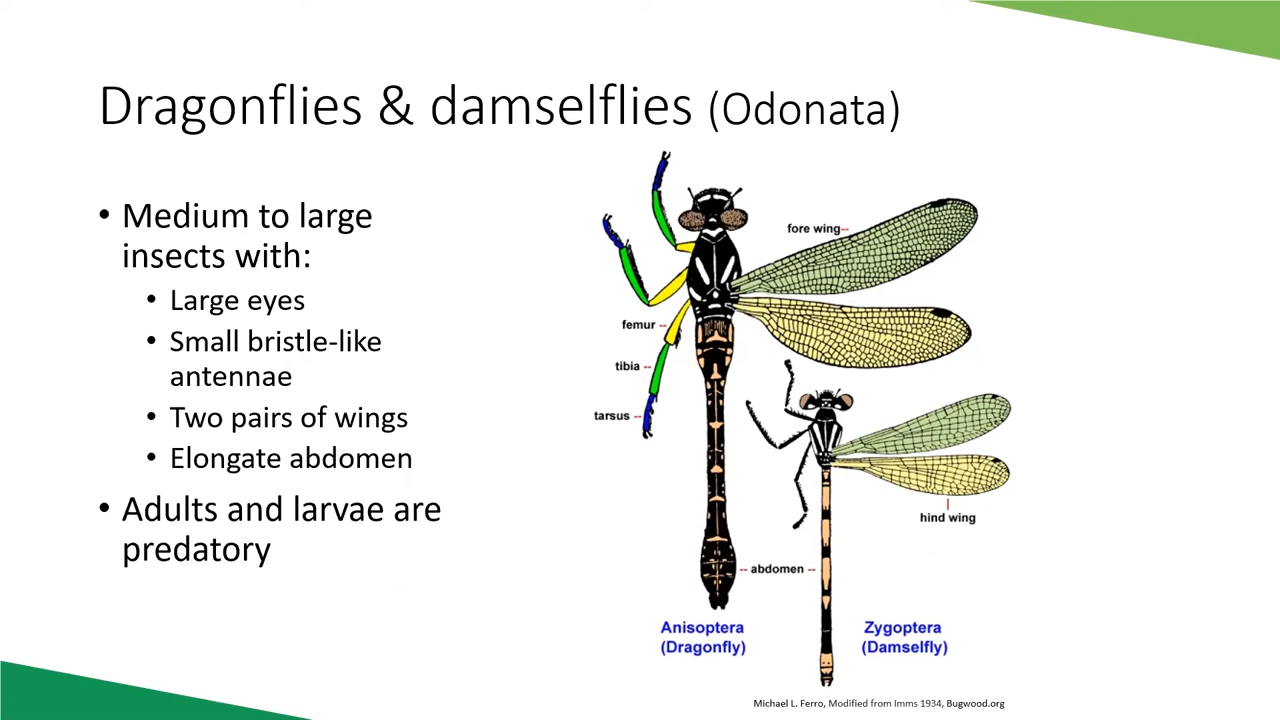 Dragonflies & damselflies (Odonata)
• Medium to large
insects with:
• Large eyes
• Small bristle-like
antennae
• Two pairs of wings
• Elongate abdomen
• Adults and larvae are
predatory
fore wing--
femur --
tibia --
tarsus --
hind wing
-- abdomen --
Anisoptera
(Dragonfly)
Zygoptera
(Damselfly)
Michael L. Ferro, Modified from Imms 1934, Bugwood.org